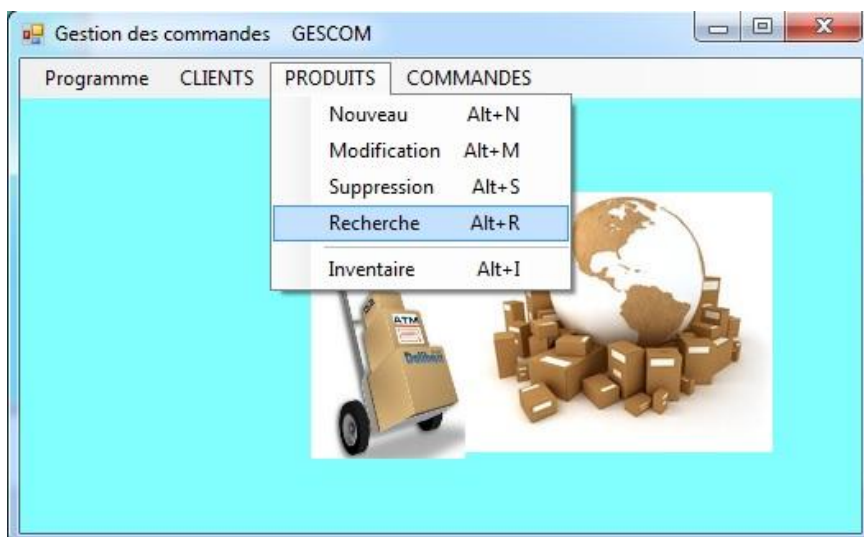 Gestion des commandes GESCOM
Programme CLIENTS PRODUITS COMMANDES
Nouveau Alt+N
Modification Alt+M
Suppression Alt+S
Recherche Alt+R
Inventaire Alt+I
ATM